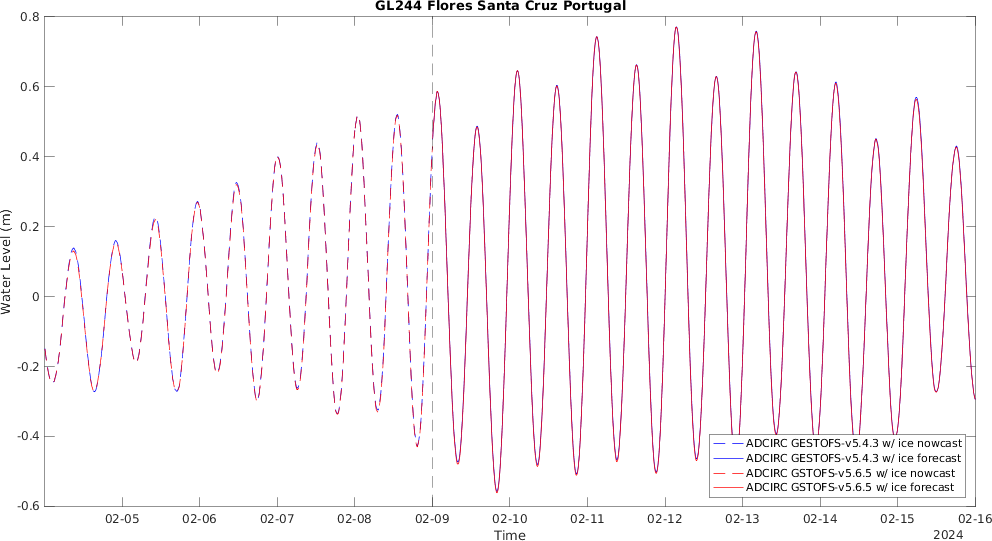 GL244 Flores Santa Cruz Portugal
0.8
0.6
0.4
0.2
0
-0.2
-0.4
-0.6
Water Level (m)
ADCIRC GESTOFS-v5.4.3 w/ ice nowcast
ADCIRC GESTOFS-v5.4.3 w/ ice forecast
ADCIRC GSTOFS-v5.6.5 w/ ice nowcast
ADCIRC GSTOFS-v5.6.5 w/ ice forecast
02-05 02-06 02-07 02-08 02-09 02-10 02-11 02-12 02-13 02-14 02-15 02-16
Time
2024